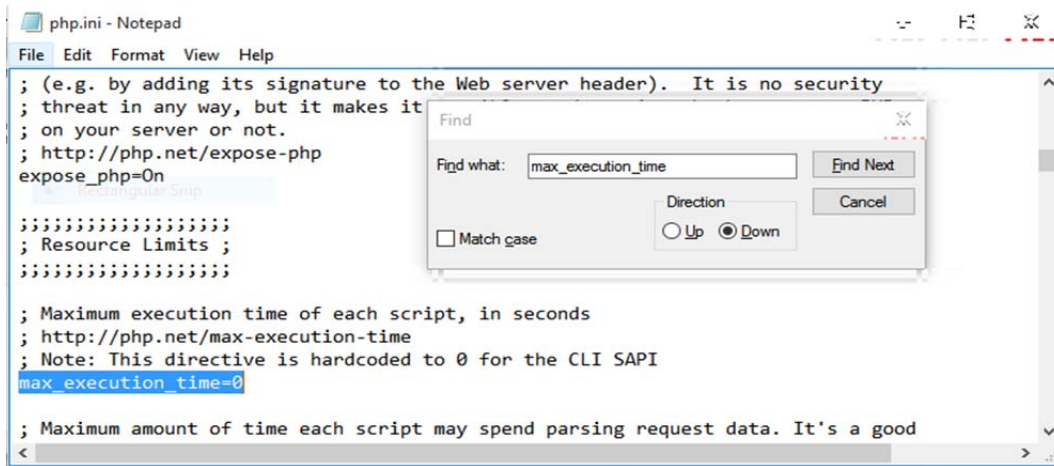 php.ini - Notepad
File Edit Format View Help
; (e.g. by adding its signature to the Web server header).  It is no security
; threat in any way, but it makes it
; on your server or not.
; http://php.net/expose-php
expose_php=On
Rectangular Snip
;;;;;;;;;;;;;;;;;;;
; Resource Limits ;
;;;;;;;;;;;;;;;;;;;
; Maximum execution time of each script, in seconds
; http://php.net/max-execution-time
; Note: This directive is hardcoded to 0 for the CLI SAPI
max_execution_time=0
; Maximum amount of time each script may spend parsing request data. It's a good
Find
Find what: max_execution_time Find Next
Direction Cancel
Match case Up Down